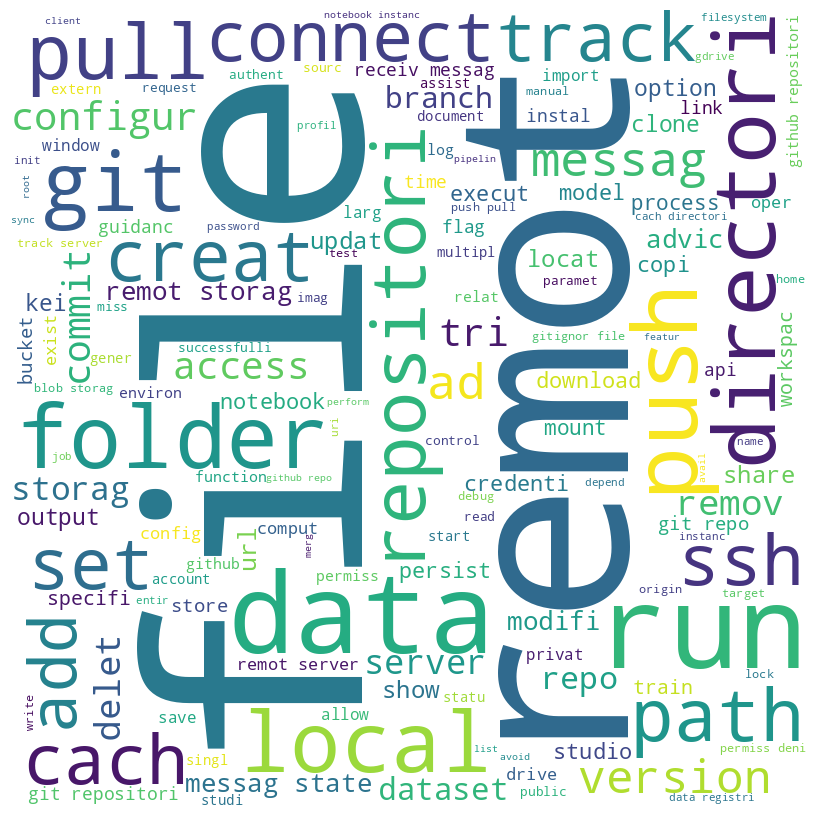 client
notebook instanc
filesystem
pull
connect
track
directori
github repositori
extern
authent
sourc
receiv messag
assist
import
gdrive
request
branch
manual
option
link
configur
document
instal
clone
profil
window
log
pipelin
messag
init
git
file
repositori
remot
time
execut
model
process
oper
root
password
larg
push pull
cach directori
sync
guidanc
creat
updat
flag
advic
track server
test
multipl
locat
copi
commit
remot storag
imag
relat
paramet
home
miss
kei
tri
push
bucket
exist
successfulli
gitignor file
featur
workspac
gener
access
ad
download
api
blob storag
environ
notebook
perform
mount
name
folder
uri
control
job
function
github repo
credenti
depend
avail
share
storag
debug
remov
output
config
comput
read
git repo
url
merg
start
instanc
set
github
ssh
account
permiss
persist
origin
target
specifi
entir
store
data
modifi
run
add
delet
remot server
server
privat
lock
show
repo
train
path
write
save
allow
statu
local
list
avoid
studio
permiss deni
cach
singl
messag state
drive
version
git repositori
studi
dataset
public
data registri